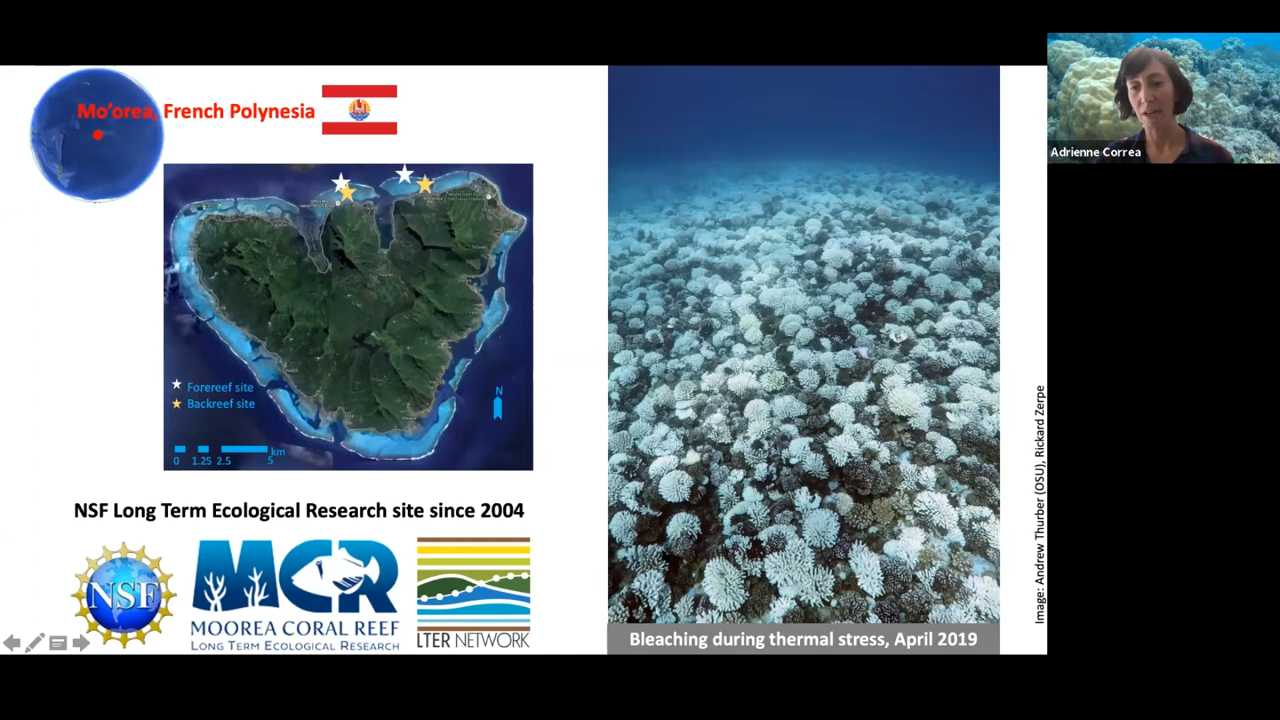 Mo'orea, French Polynesia
Adrienne Correa
Forereef site
Backreef site
N
km
0 1.25 2.5 5
NSF Long Term Ecological Research site since 2004
NSF
MCR
MOOREA CORAL REEF
LONG TERM ECOLOGICAL RESEARCH
LTER NETWORK
Bleaching during thermal stress, April 2019
Image: Andrew Thurber (OSU), Rickard Zerpe